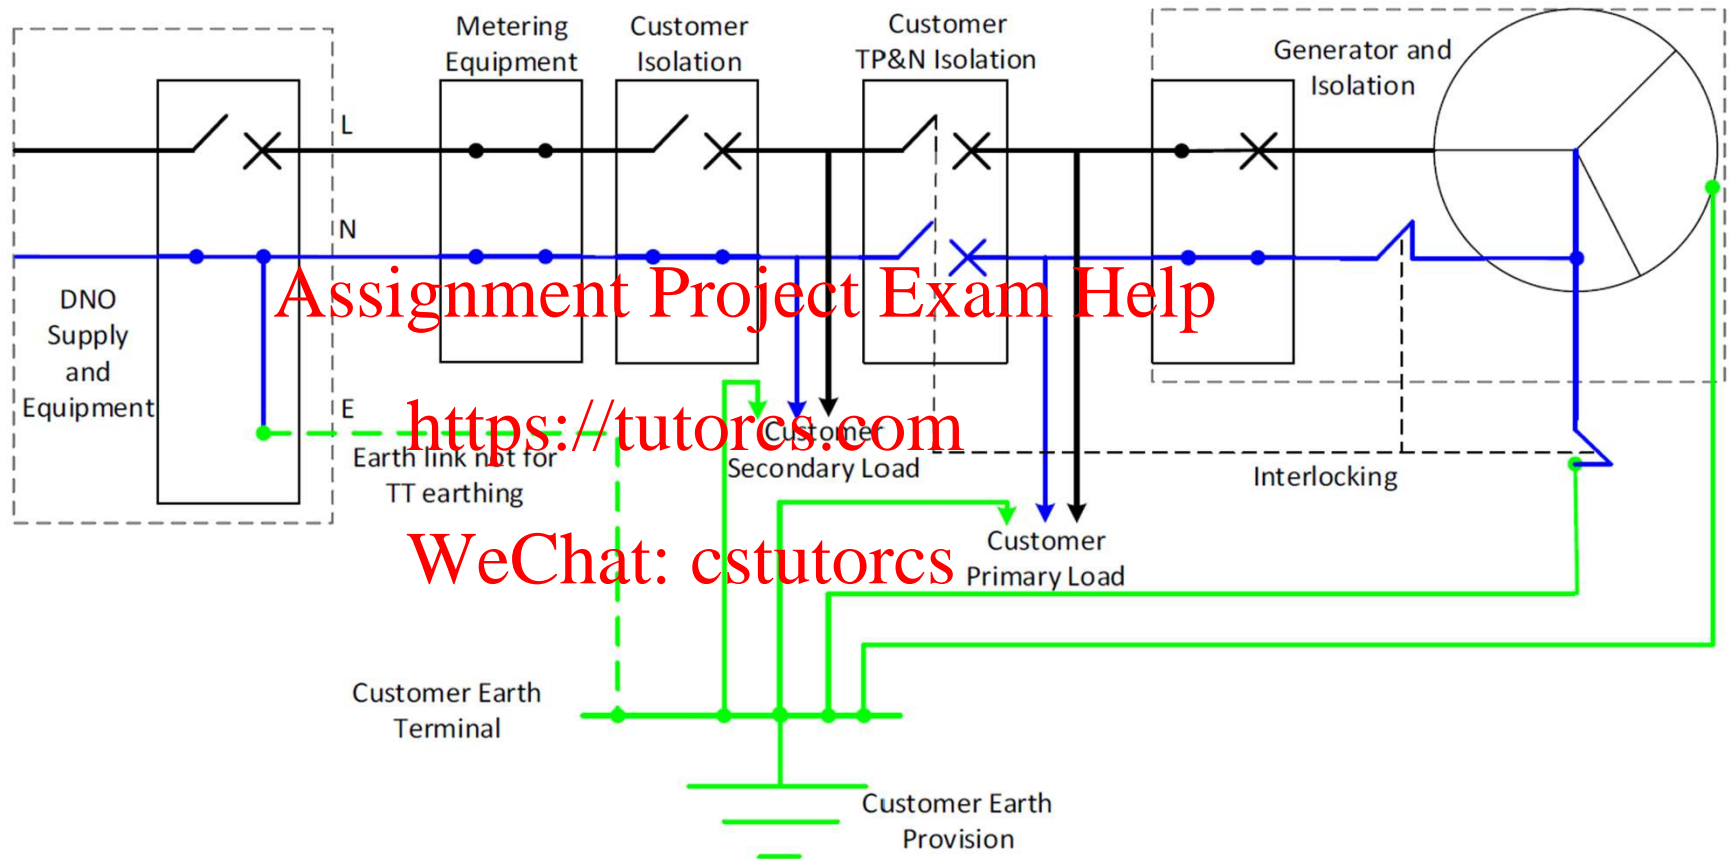 Metering
Equipment
Customer
Isolation
Customer
TP&N Isolation
Generator and
Isolation
L
N
DNO
Supply
and
Equipment
E
Assignment Project Exam Help
https://tutorcs.com
WeChat: cstutorcs
Earth link not for
TT earthing
Customer
Secondary Load
Interlocking
Customer
Primary Load
Customer Earth
Terminal
Customer Earth
Provision